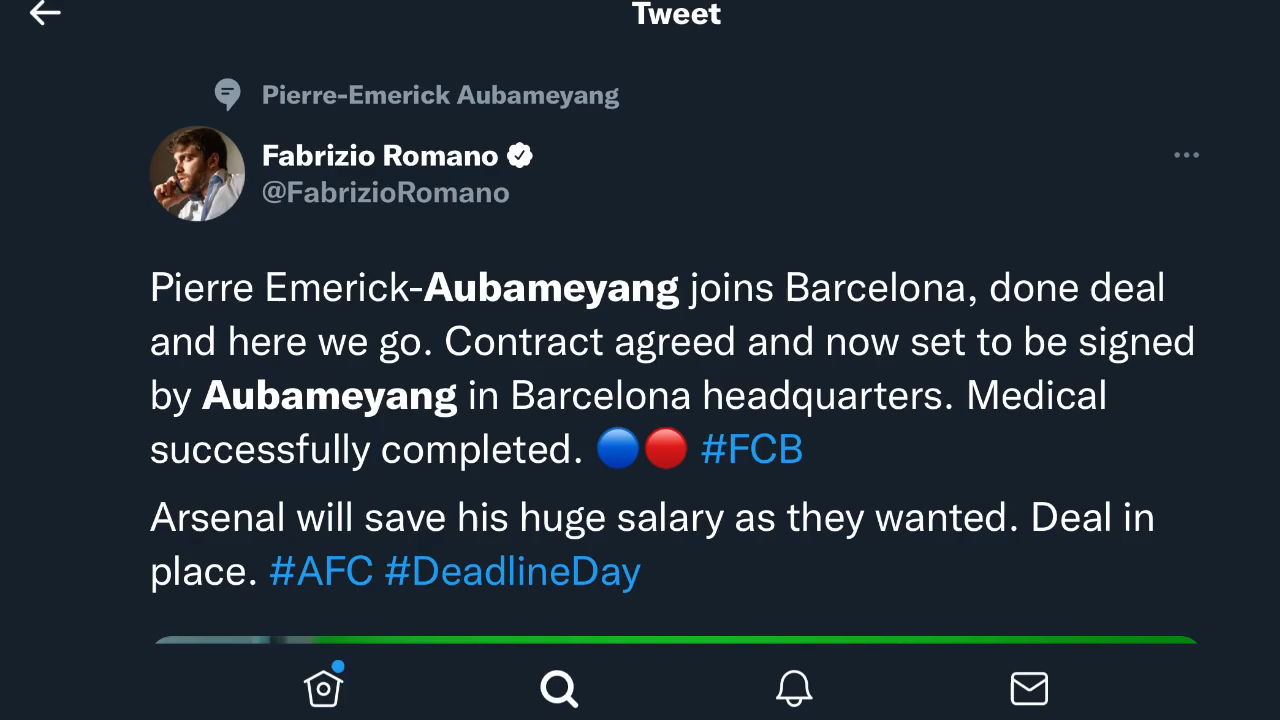 Tweet
Pierre-Emerick Aubameyang
Fabrizio Romano
@FabrizioRomano
Pierre Emerick-Aubameyang joins Barcelona, done deal
and here we go. Contract agreed and now set to be signed
by Aubameyang in Barcelona headquarters. Medical
successfully completed. 🔵🔴 #FCB
Arsenal will save his huge salary as they wanted. Deal in
place. #AFC #DeadlineDay